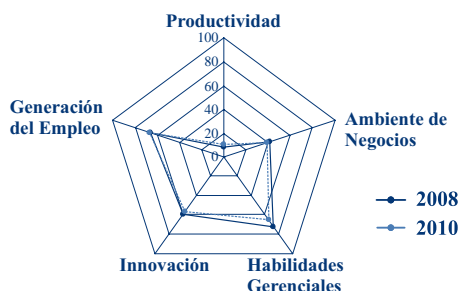 Productividad
100
80
60
40
20
0
Generación
del Empleo
Ambiente de
Negocios
2008
2010
Innovación
Habilidades
Gerenciales